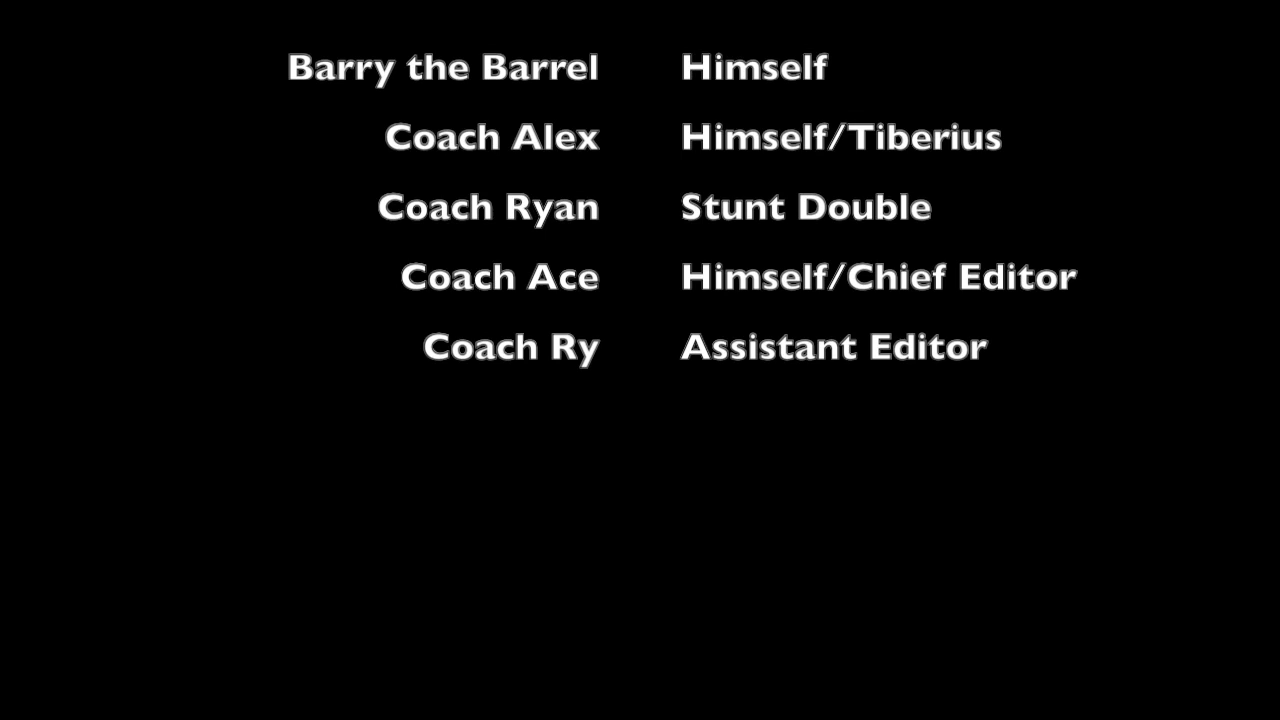 Barry the Barrel Himself
Coach Alex Himself/Tiberius
Coach Ryan Stunt Double
Coach Ace Himself/Chief Editor
Coach Ry Assistant Editor